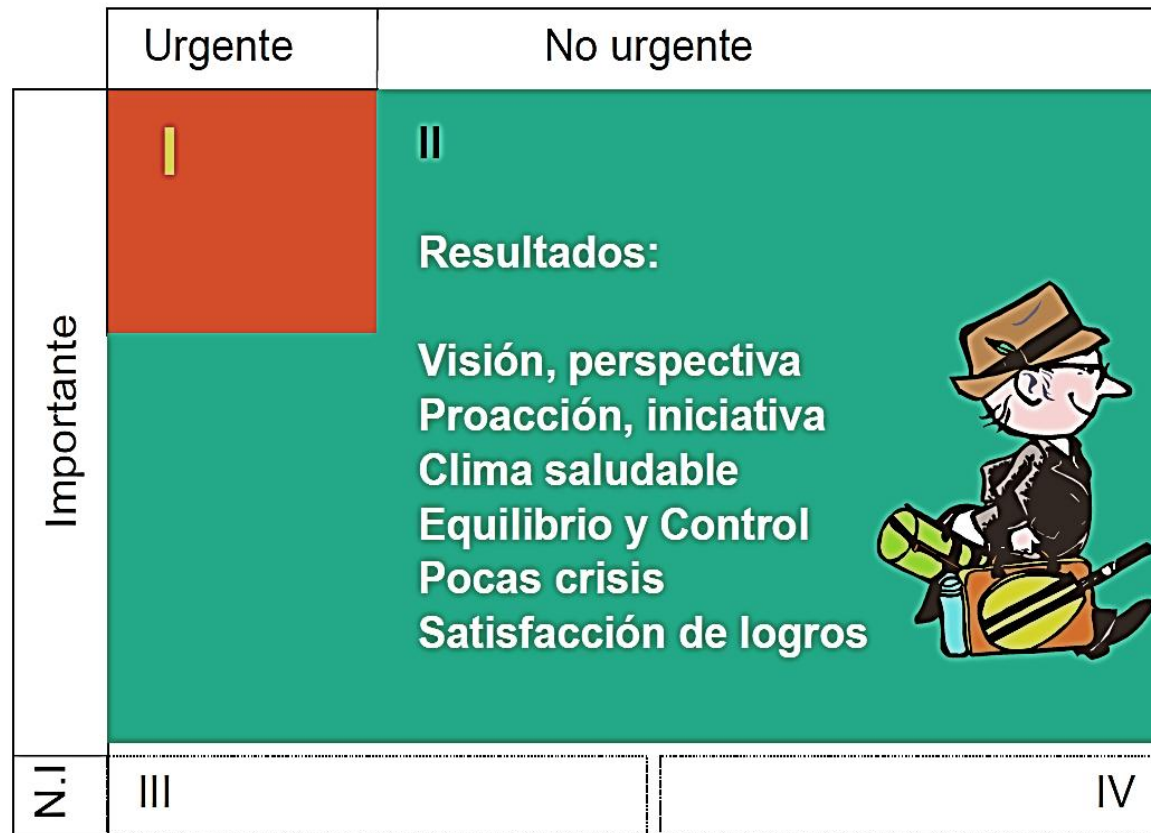 Urgente No urgente
Importante
I
II
Resultados:
Visión, perspectiva
Proacción, iniciativa
Clima saludable
Equilibrio y Control
Pocas crisis
Satisfacción de logros
N.I
III IV